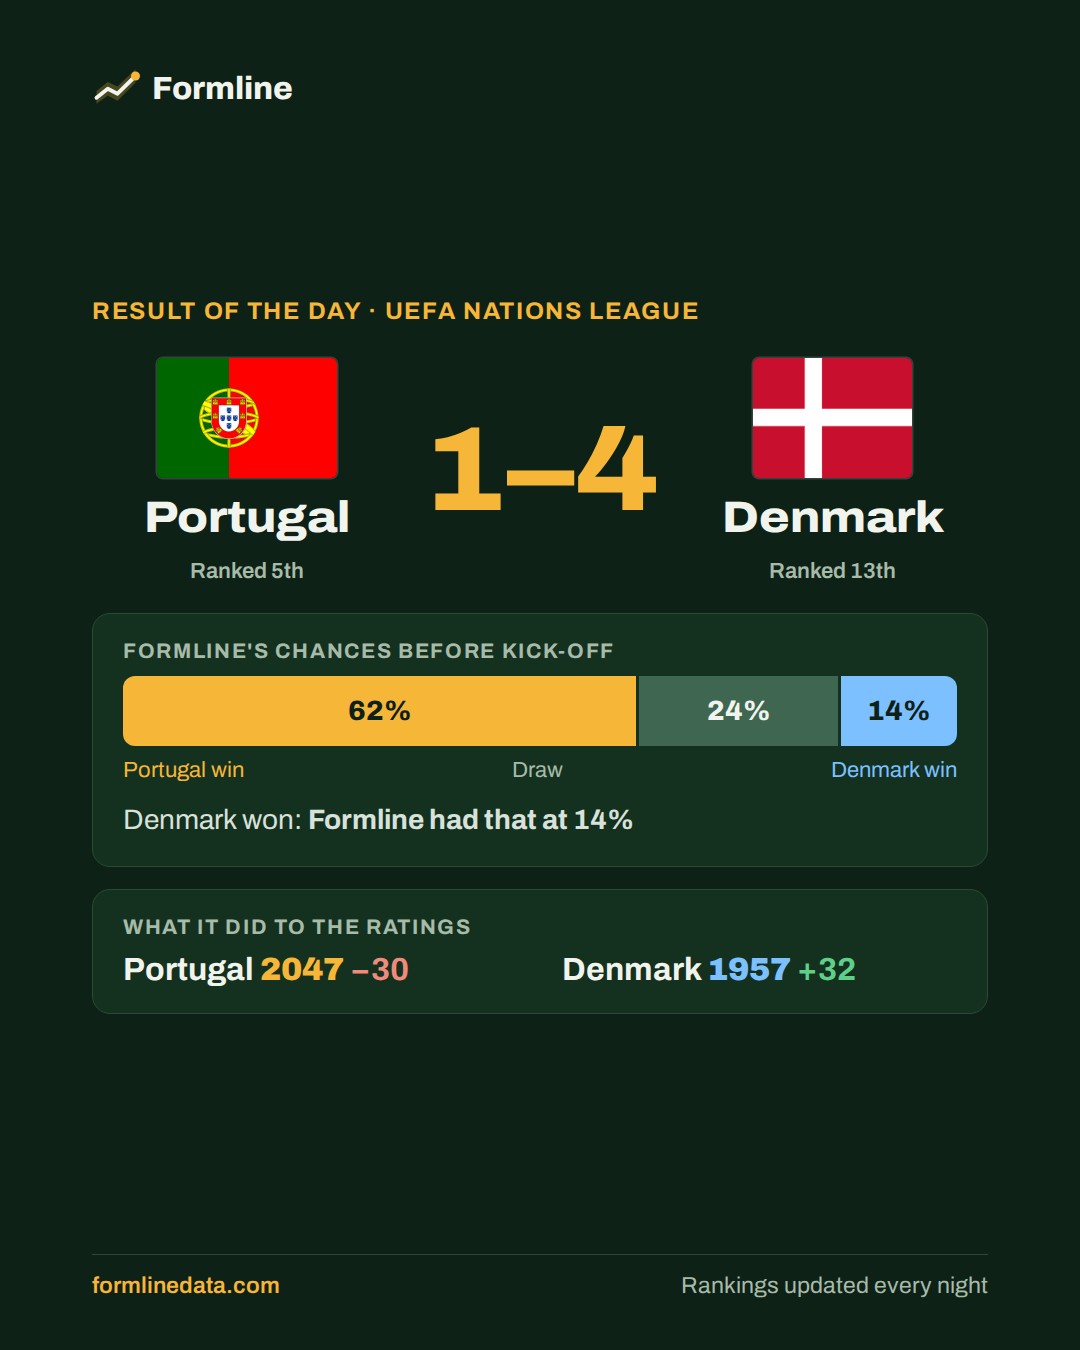 Formline
RESULT OF THE DAY · UEFA NATIONS LEAGUE
1–4
Portugal
Denmark
Ranked 5th
Ranked 13th
FORMLINE'S CHANCES BEFORE KICK-OFF
62% 24% 14%
Portugal win Draw Denmark win
Denmark won: Formline had that at 14%
WHAT IT DID TO THE RATINGS
Portugal 2047 –30 Denmark 1957 +32
formlinedata.com Rankings updated every night